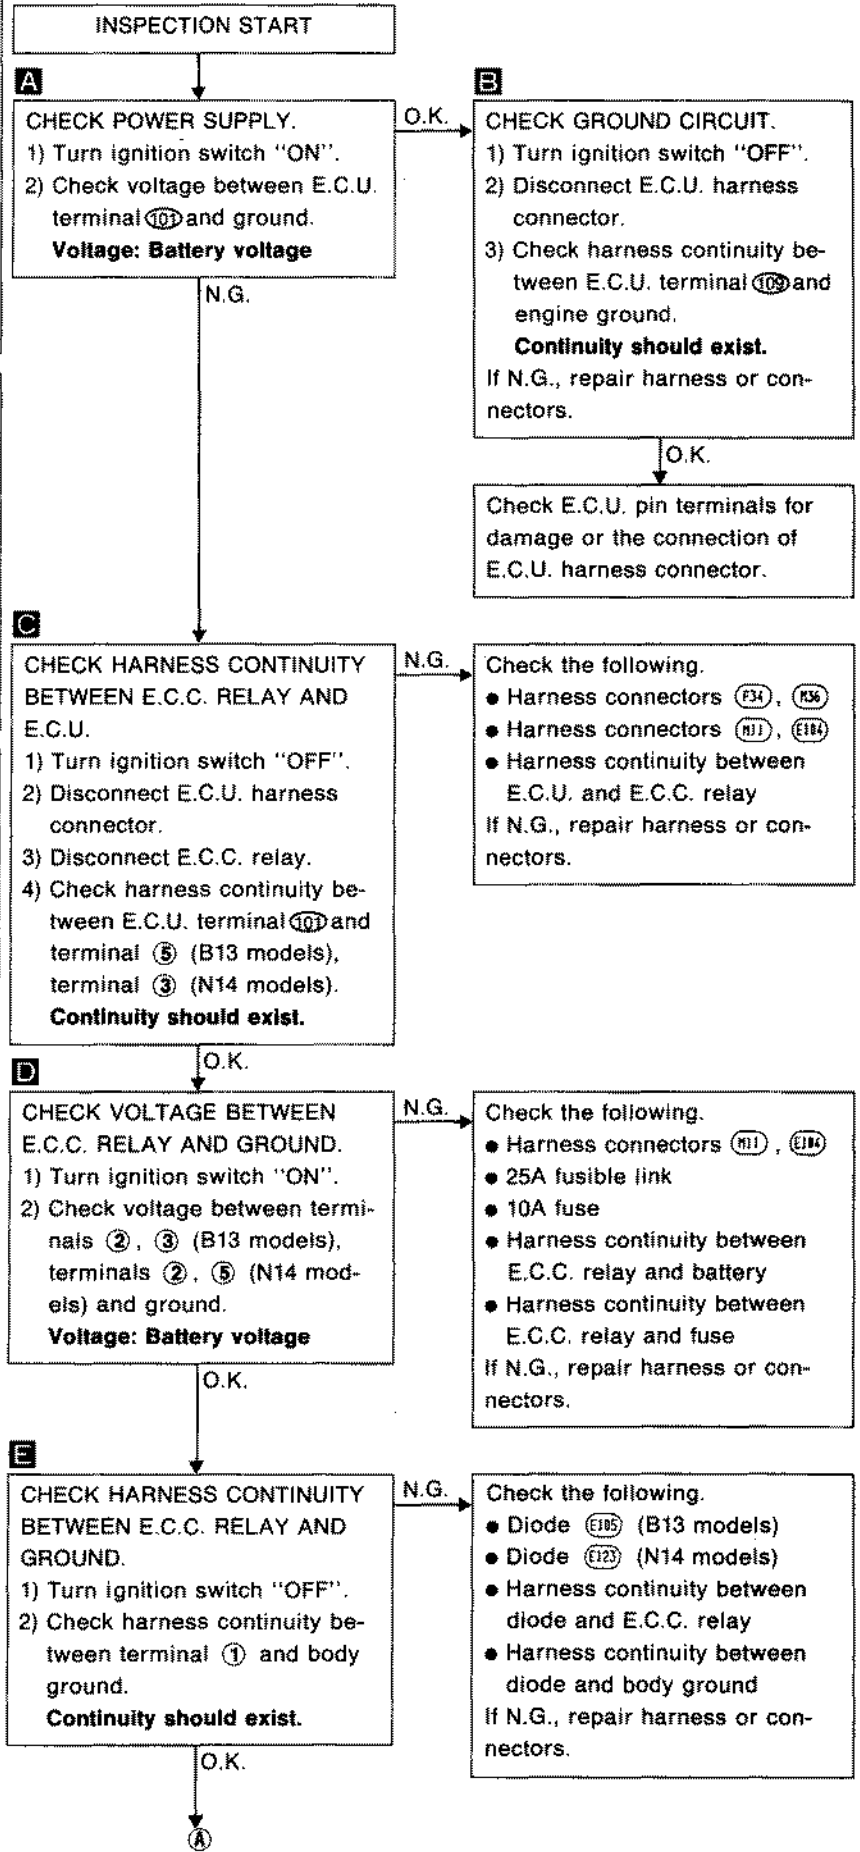 INSPECTION START
A
CHECK POWER SUPPLY.
1) Turn ignition switch "ON".
2) Check voltage between E.C.U.
terminal 101 and ground.
Voltage: Battery voltage
O.K.
N.G.
B
CHECK GROUND CIRCUIT.
1) Turn ignition switch "OFF".
2) Disconnect E.C.U. harness
connector.
3) Check harness continuity be-
tween E.C.U. terminal 109 and
engine ground.
Continuity should exist.
If N.G., repair harness or con-
nectors.
O.K.
Check E.C.U. pin terminals for
damage or the connection of
E.C.U. harness connector.
C
CHECK HARNESS CONTINUITY
BETWEEN E.C.C. RELAY AND
E.C.U.
1) Turn ignition switch "OFF".
2) Disconnect E.C.U. harness
connector.
3) Disconnect E.C.C. relay.
4) Check harness continuity be-
tween E.C.U. terminal 101 and
terminal 5 (B13 models),
terminal 3 (N14 models).
Continuity should exist.
N.G.
Check the following.
● Harness connectors F34, M36
● Harness connectors M11, E104
● Harness continuity between
E.C.U. and E.C.C. relay
If N.G., repair harness or con-
nectors.
O.K.
D
CHECK VOLTAGE BETWEEN
E.C.C. RELAY AND GROUND.
1) Turn ignition switch "ON".
2) Check voltage between termi-
nals 2, 3 (B13 models),
terminals 2, 5 (N14 mod-
els) and ground.
Voltage: Battery voltage
N.G.
Check the following.
● Harness connectors M11, E104
● 25A fusible link
● 10A fuse
● Harness continuity between
E.C.C. relay and battery
● Harness continuity between
E.C.C. relay and fuse
If N.G., repair harness or con-
nectors.
O.K.
E
CHECK HARNESS CONTINUITY
BETWEEN E.C.C. RELAY AND
GROUND.
1) Turn ignition switch "OFF".
2) Check harness continuity be-
tween terminal 1 and body
ground.
Continuity should exist.
N.G.
Check the following.
● Diode E105 (B13 models)
● Diode E123 (N14 models)
● Harness continuity between
diode and E.C.C. relay
● Harness continuity between
diode and body ground
If N.G., repair harness or con-
nectors.
O.K.
A